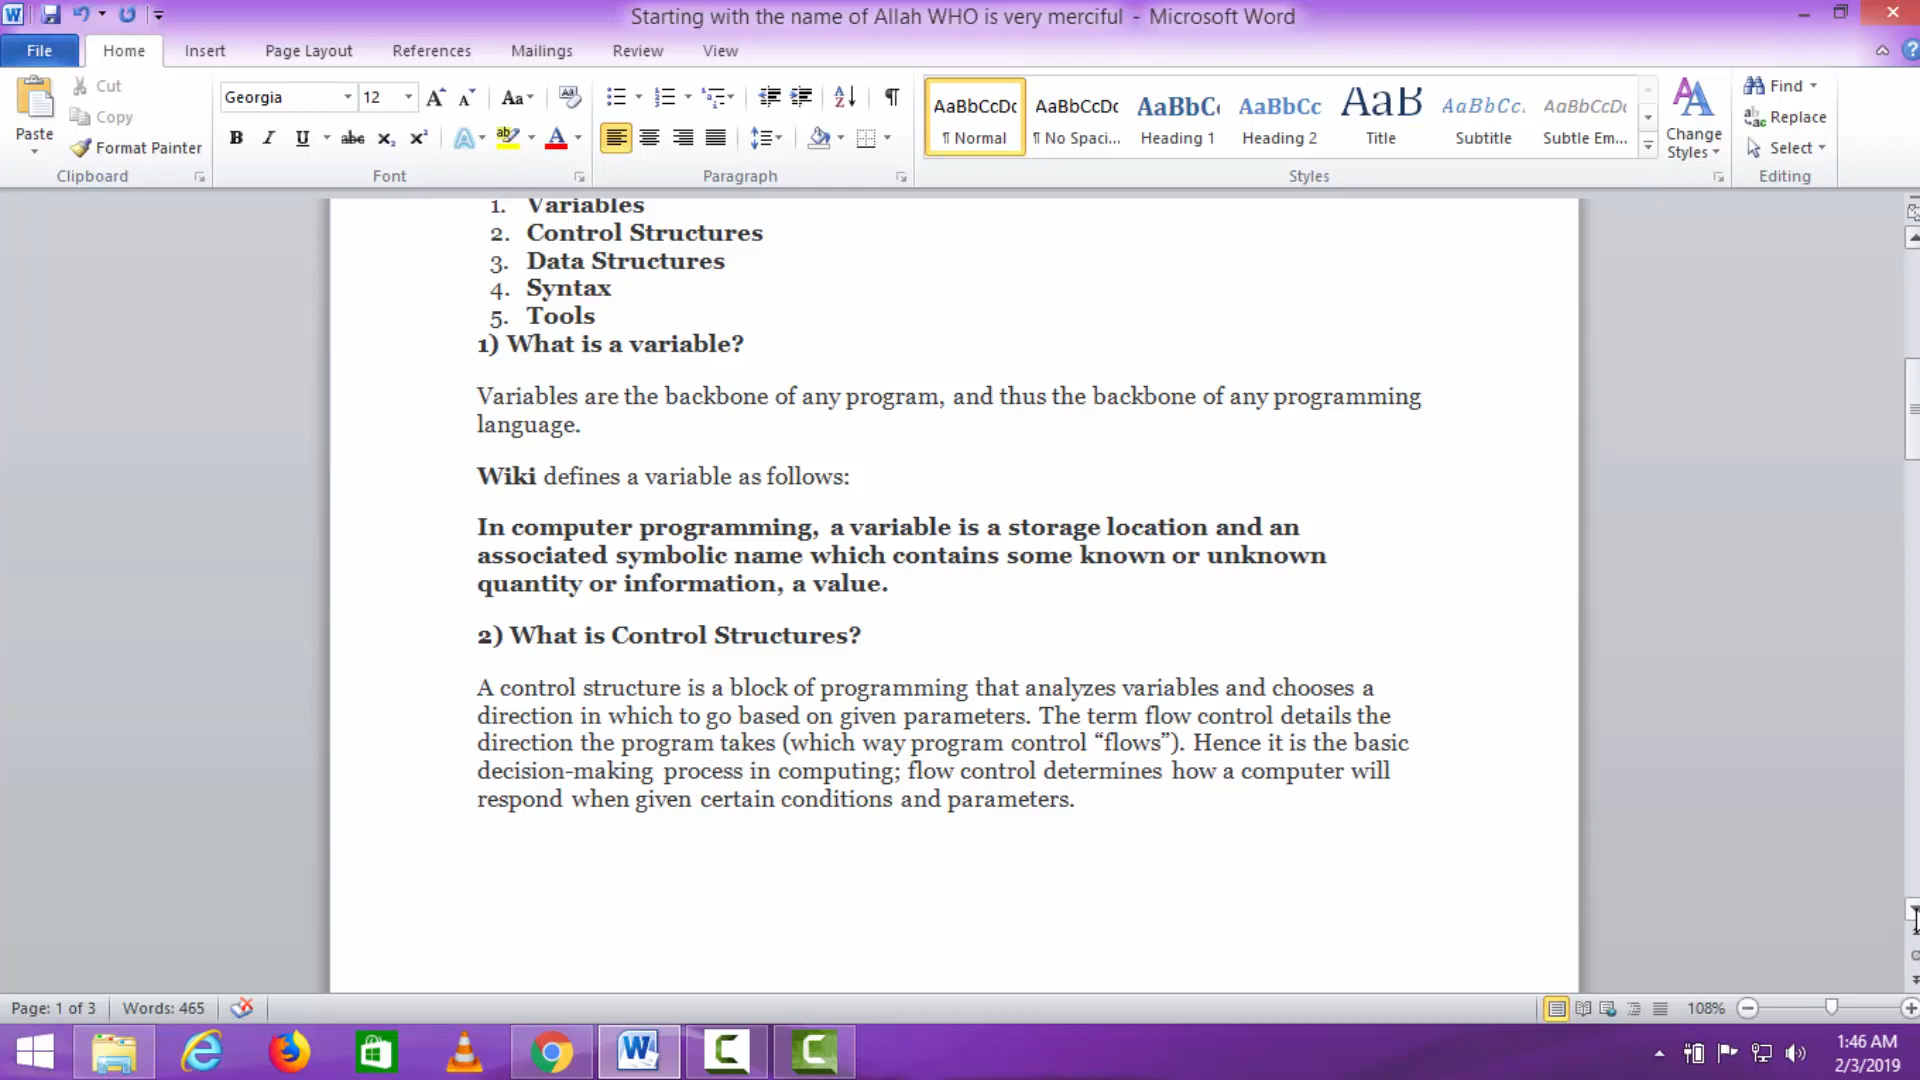 Starting with the name of Allah WHO is very merciful - Microsoft Word
File Home Insert Page Layout References Mailings Review View
Cut
Copy
Format Painter
Paste
Clipboard
Georgia 12
Font
Paragraph
AaBbCcDc AaBbCcDc AaBbC AaBbCc AaB AaBbCc. AaBbCcDc
¶ Normal ¶ No Spaci... Heading 1 Heading 2 Title Subtitle Subtle Em...
Change Styles
Styles
Find
Replace
Select
Editing
1. Variables
2. Control Structures
3. Data Structures
4. Syntax
5. Tools
1) What is a variable?
Variables are the backbone of any program, and thus the backbone of any programming
language.
Wiki defines a variable as follows:
In computer programming, a variable is a storage location and an
associated symbolic name which contains some known or unknown
quantity or information, a value.
2) What is Control Structures?
A control structure is a block of programming that analyzes variables and chooses a
direction in which to go based on given parameters. The term flow control details the
direction the program takes (which way program control “flows”). Hence it is the basic
decision-making process in computing; flow control determines how a computer will
respond when given certain conditions and parameters.
Page: 1 of 3 Words: 465 108%
1:46 AM
2/3/2019